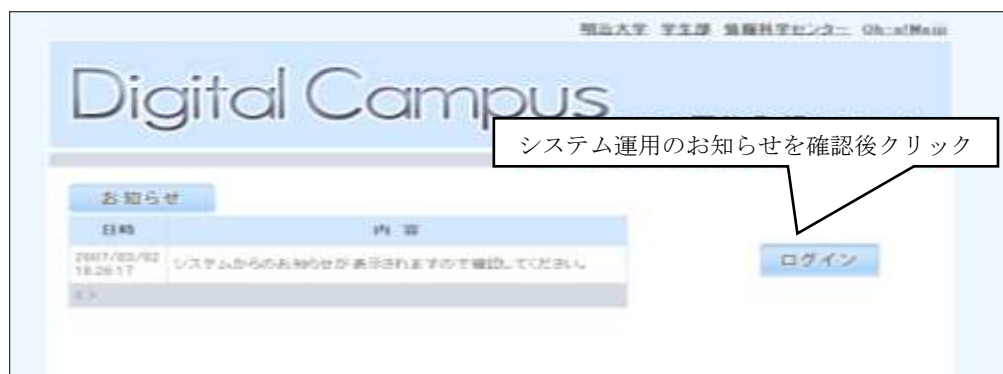 明治大学 学生部 情報科学センター Oh-o!Meiji
Digital Campus
システム運用のお知らせを確認後クリック
お知らせ
日時 内容
2007/03/02 システムからのお知らせが表示されますので確認してください。
18:26:17
ログイン